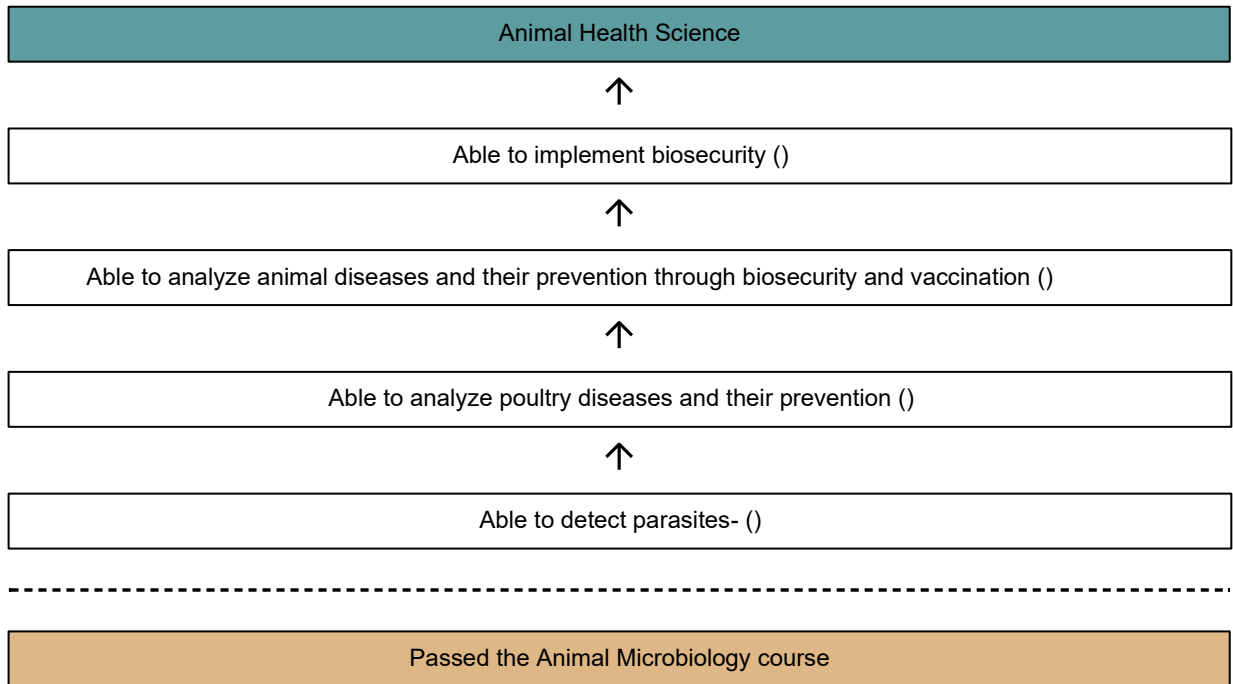 Animal Health Science
Able to implement biosecurity ()
Able to analyze animal diseases and their prevention through biosecurity and vaccination ()
Able to analyze poultry diseases and their prevention ()
Able to detect parasites- ()
Passed the Animal Microbiology course